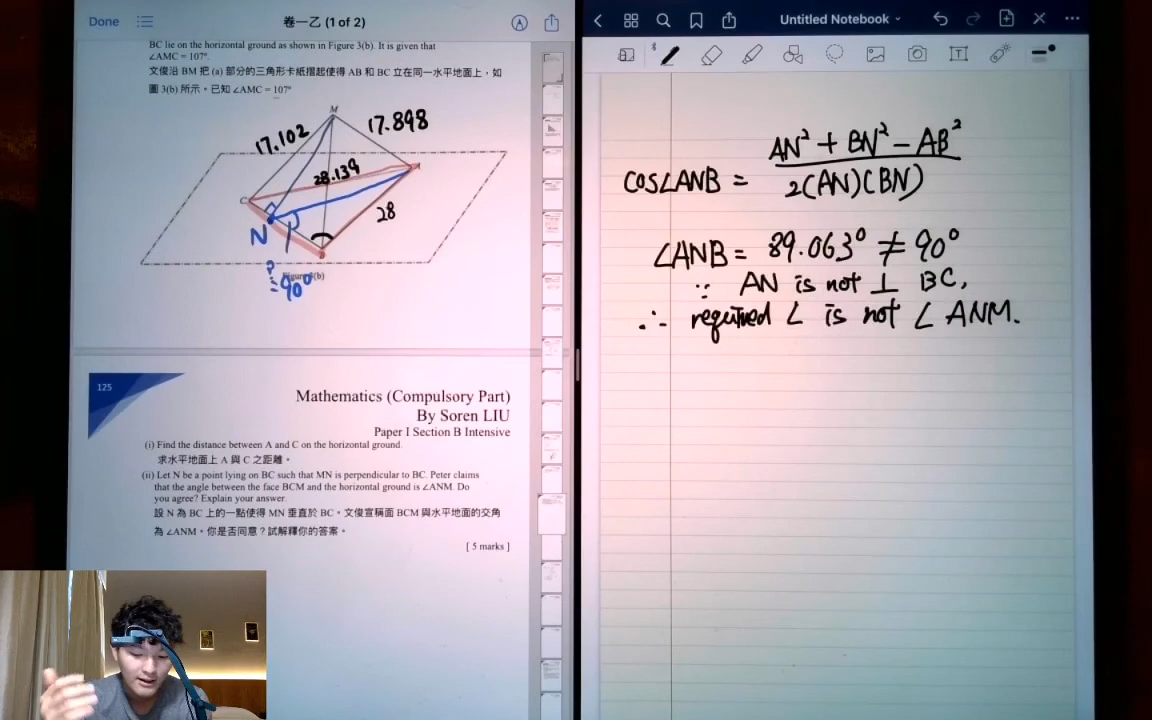 Done
卷一乙 (1 of 2)
BC lie on the horizontal ground as shown in Figure 3(b). It is given that
∠AMC = 107°.
文俊沿 BM 把 (a) 部分的三角形卡紙摺起使得 AB 和 BC 立在同一水平地面上，如
圖 3(b) 所示。已知 ∠AMC = 107°
M
17.102
17.898
28.139
C
28
N
?
= 90°
125
Mathematics (Compulsory Part)
By Soren LIU
Paper I Section B Intensive
(i) Find the distance between A and C on the horizontal ground.
求水平地面上 A 與 C 之距離。
(ii) Let N be a point lying on BC such that MN is perpendicular to BC. Peter claims
that the angle between the face BCM and the horizontal ground is ∠ANM. Do
you agree? Explain your answer.
設 N 為 BC 上的一點使得 MN 垂直於 BC。文俊宣稱面 BCM 與水平地面的交角
為 ∠ANM。你是否同意？試解釋你的答案。
[ 5 marks ]
Untitled Notebook
cos∠ANB = (AN² + BN² − AB²) / 2(AN)(BN)
∠ANB = 89.063° ≠ 90°
∵ AN is not ⊥ BC,
∴ required ∠ is not ∠ANM.